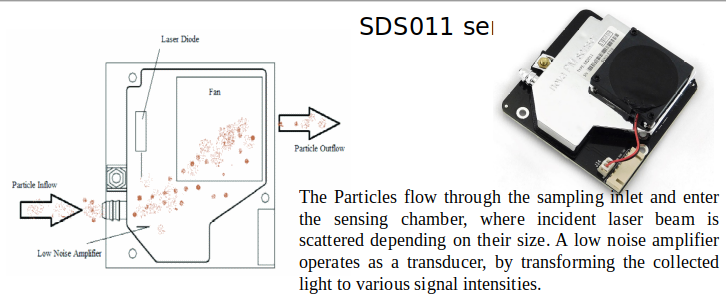 SDS011
Laser Diode
Fan
Particle Outflow
Particle Inflow
Low Noise Amplifier
The Particles flow through the sampling inlet and enter
the sensing chamber, where incident laser beam is
scattered depending on their size. A low noise amplifier
operates as a transducer, by transforming the collected
light to various signal intensities.